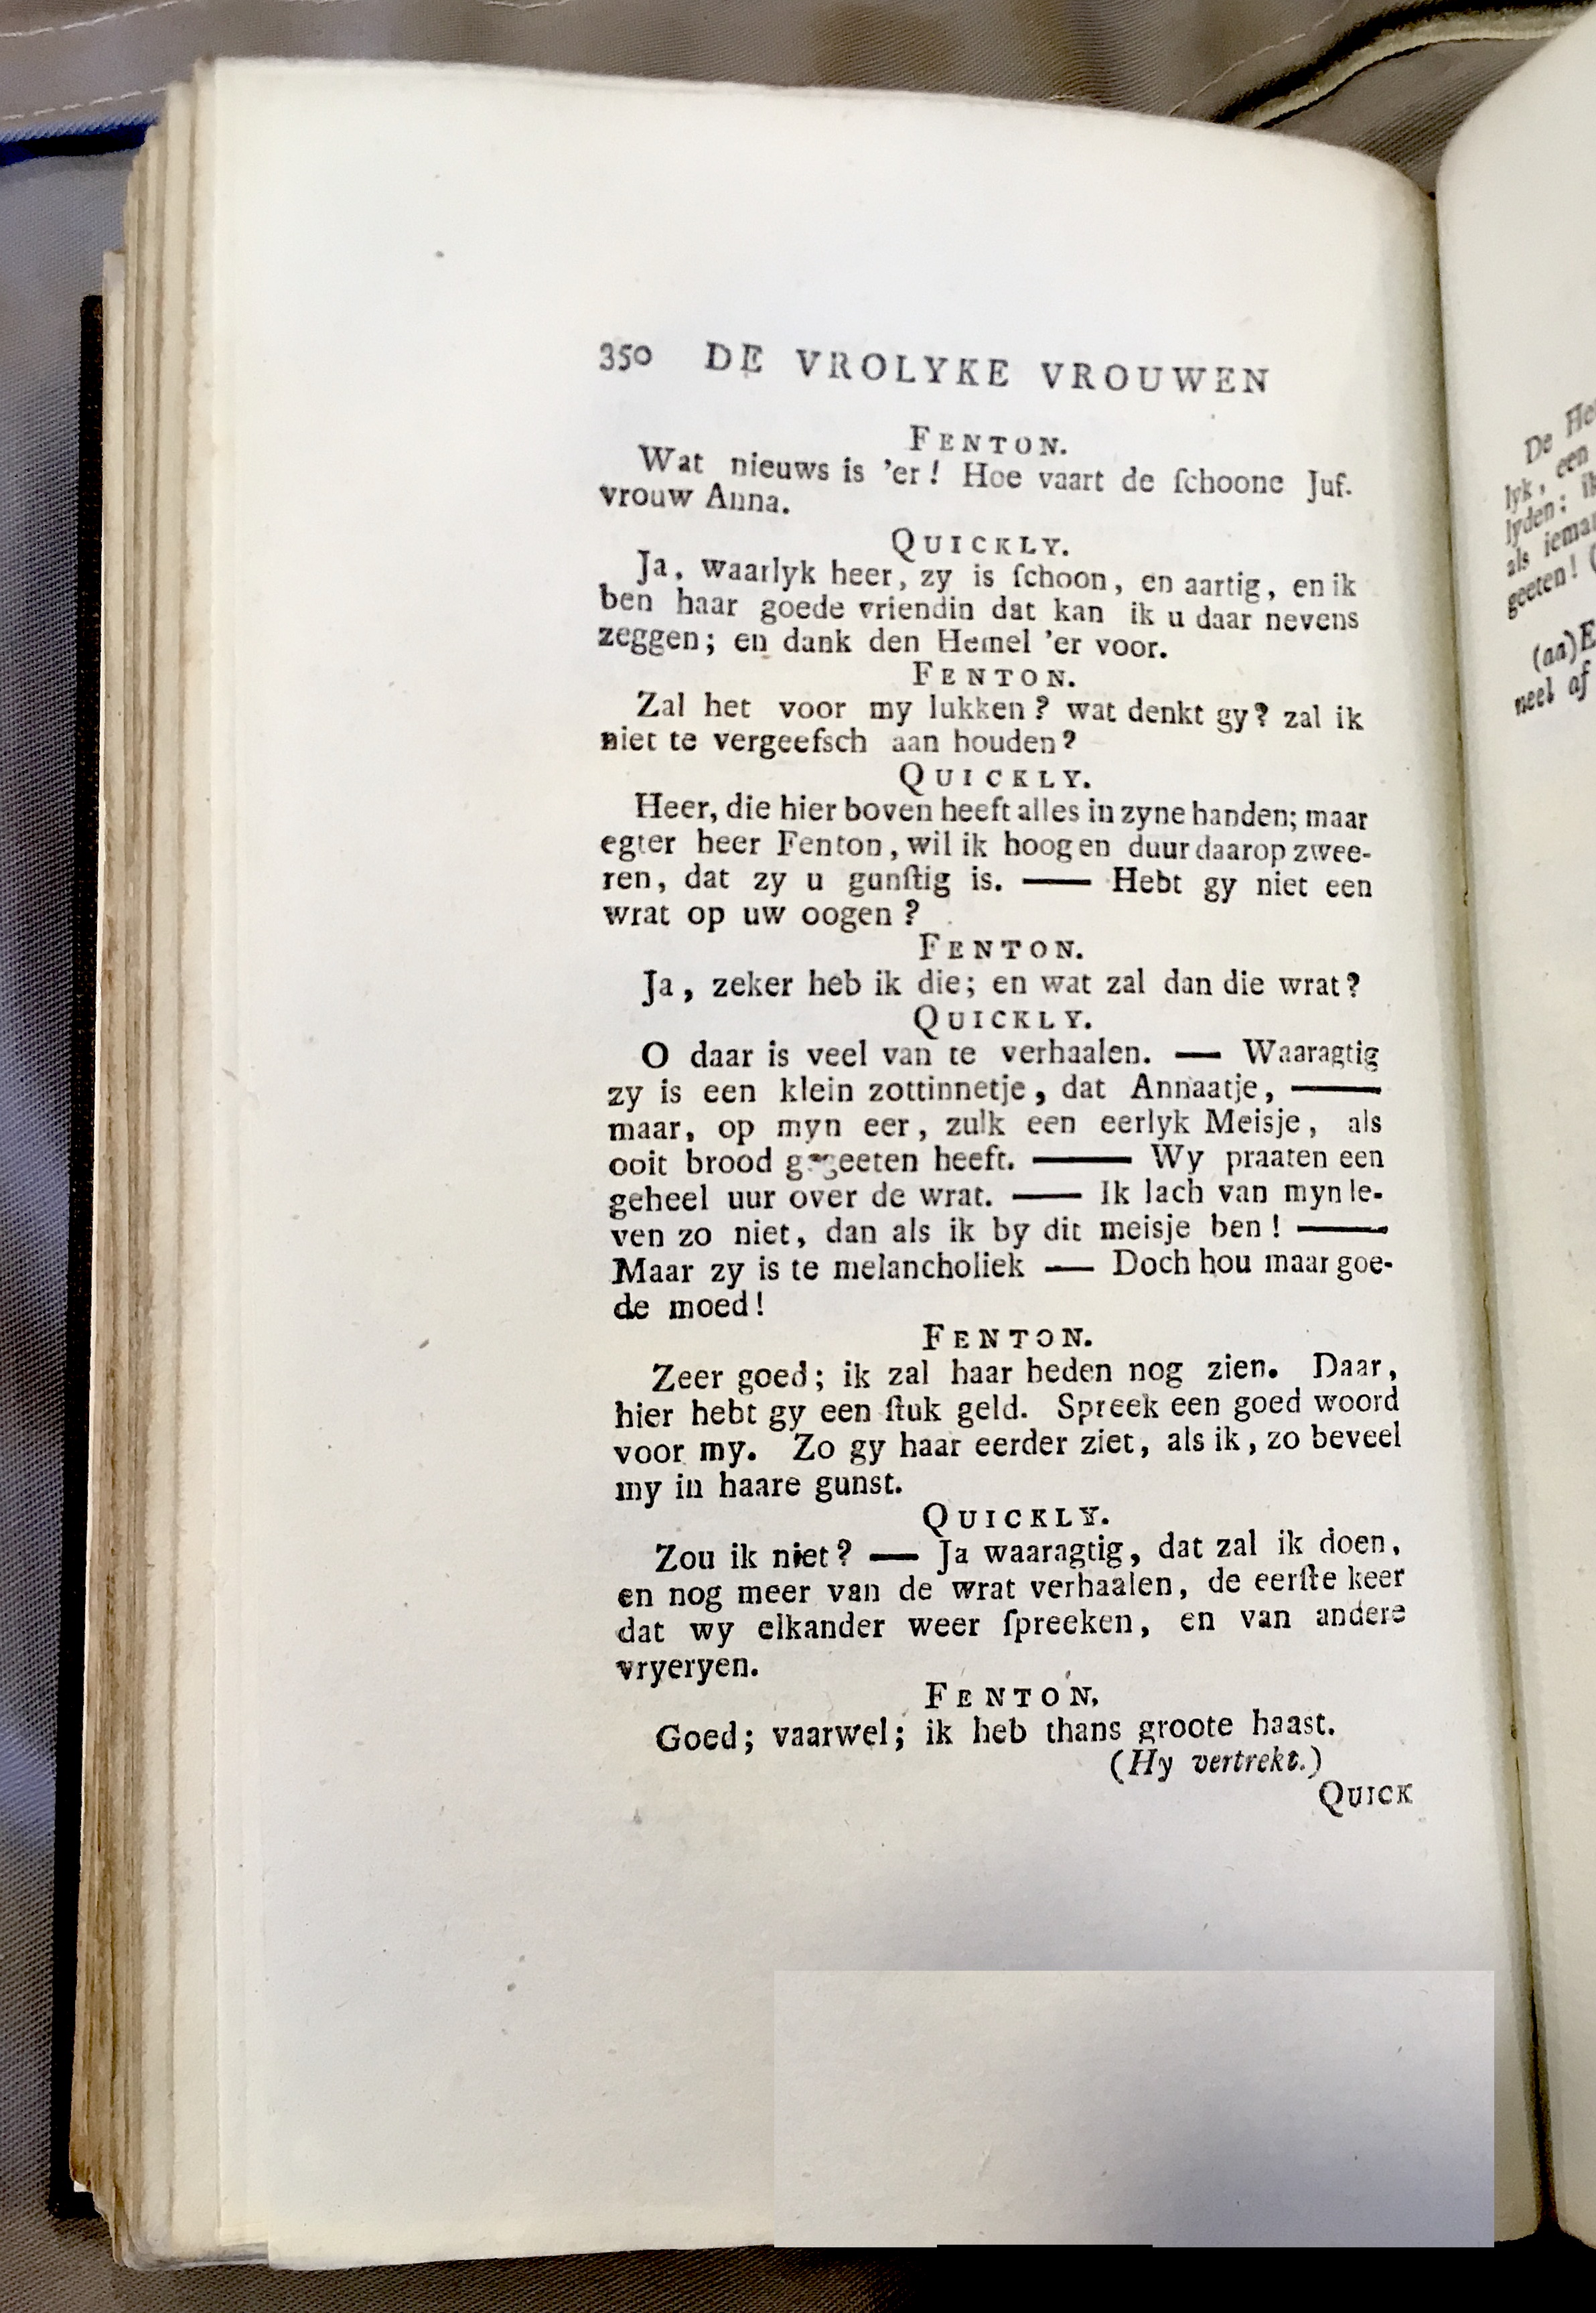 350 DE VROLYKE VROUWEN
FENTON.
Wat nieuws is 'er! Hoe vaart de ſchoone Juf-
vrouw Anna.
QUICKLY.
Ja, waarlyk heer, zy is ſchoon, en aartig, en ik
ben haar goede vriendin dat kan ik u daar nevens
zeggen; en dank den Hemel 'er voor.
FENTON.
Zal het voor my lukken? wat denkt gy? zal ik
niet te vergeefsch aan houden?
QUICKLY.
Heer, die hier boven heeft alles in zyne handen; maar
egter heer Fenton, wil ik hoog en duur daarop zwee-
ren, dat zy u gunſtig is. —— Hebt gy niet een
wrat op uw oogen?
FENTON.
Ja, zeker heb ik die; en wat zal dan die wrat?
QUICKLY.
O daar is veel van te verhaalen. — Waaragtig
zy is een klein zottinnetje, dat Annaatje, ——
maar, op myn eer, zulk een eerlyk Meisje, als
ooit brood gegeeten heeft. —— Wy praaten een
geheel uur over de wrat. —— Ik lach van myn le-
ven zo niet, dan als ik by dit meisje ben! ——
Maar zy is te melancholiek — Doch hou maar goe-
de moed!
FENTON.
Zeer goed; ik zal haar heden nog zien. Daar,
hier hebt gy een ſtuk geld. Spreek een goed woord
voor my. Zo gy haar eerder ziet, als ik, zo beveel
my in haare gunst.
QUICKLY.
Zou ik niet? — Ja waaragtig, dat zal ik doen,
en nog meer van de wrat verhaalen, de eerſte keer
dat wy elkander weer ſpreeken, en van andere
vryeryen.
FENTON,
Goed; vaarwel; ik heb thans groote haast.
(Hy vertrekt.)
QUICK
De
lyk, een
lyden; ik
als
geeten! (
(aa)
neel af